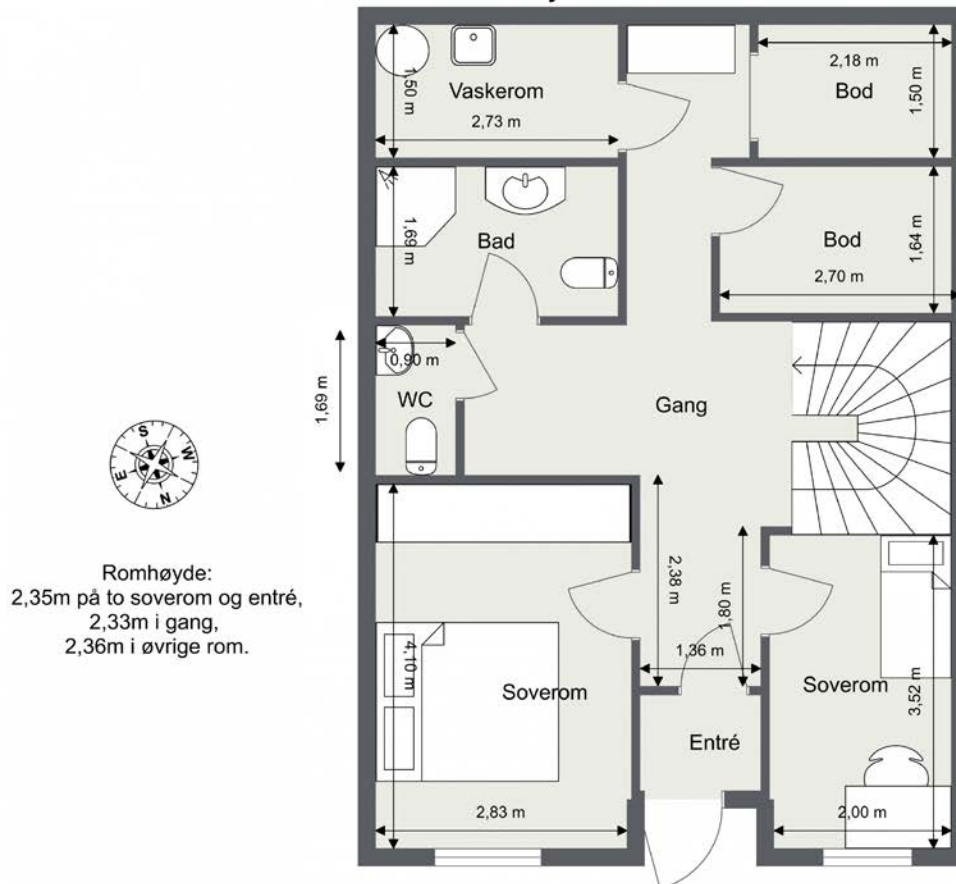 Vaskerom
2,73 m
1,50 m
2,18 m
Bod
1,50 m
Bad
1,69 m
Bod
2,70 m
1,64 m
0,90 m
WC
1,69 m
Gang
S
W
E
N
Romhøyde:
2,35m på to soverom og entré,
2,33m i gang,
2,36m i øvrige rom.
2,38 m
1,80 m
1,36 m
4,10 m
Soverom
2,83 m
Entré
Soverom
3,52 m
2,00 m